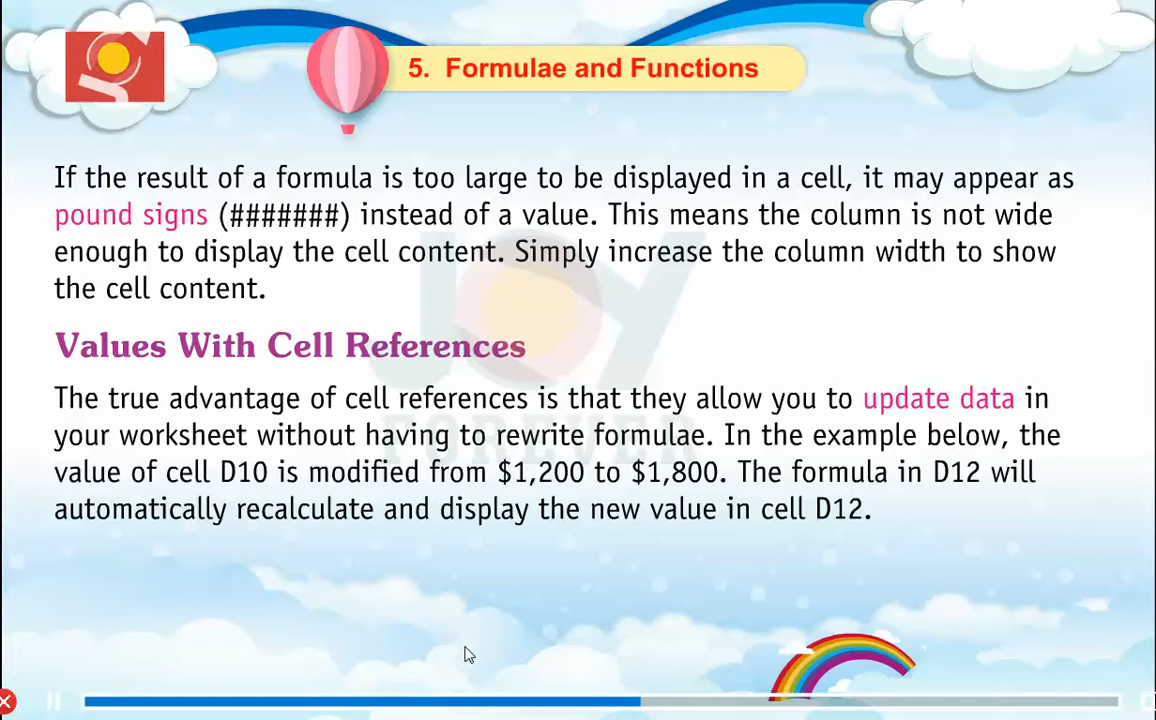 5. Formulae and Functions
If the result of a formula is too large to be displayed in a cell, it may appear as
pound signs (#######) instead of a value. This means the column is not wide
enough to display the cell content. Simply increase the column width to show
the cell content.
Values With Cell References
The true advantage of cell references is that they allow you to update data in
your worksheet without having to rewrite formulae. In the example below, the
value of cell D10 is modified from $1,200 to $1,800. The formula in D12 will
automatically recalculate and display the new value in cell D12.
JOY
FOREVER